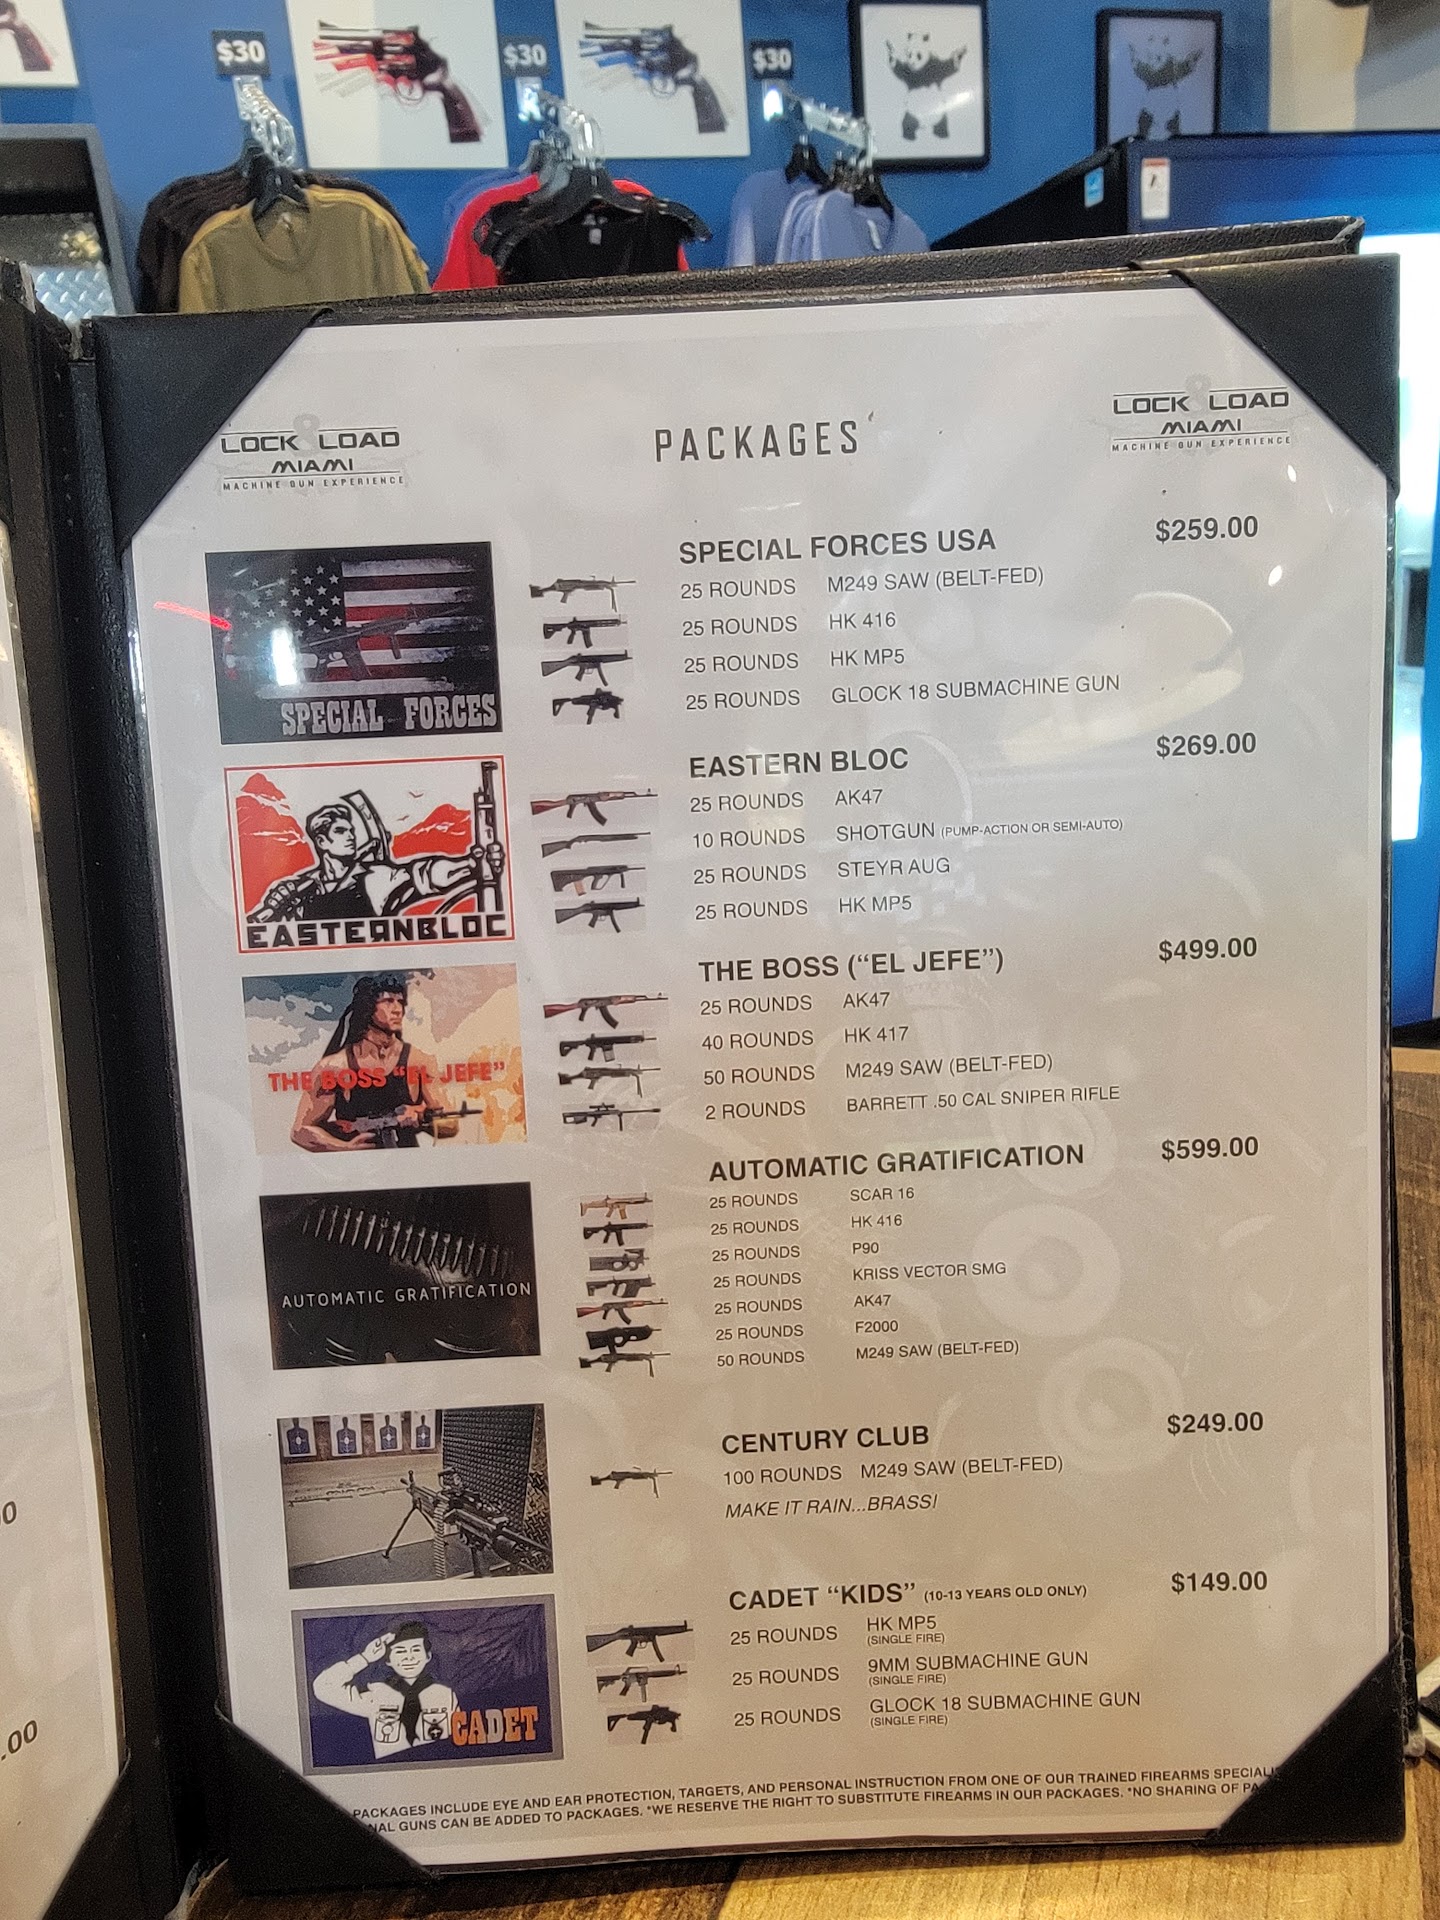 $30
$30
$30
LOCK & LOAD
MIAMI
MACHINE GUN EXPERIENCE
PACKAGES
LOCK & LOAD
MIAMI
MACHINE GUN EXPERIENCE
SPECIAL FORCES
SPECIAL FORCES USA $259.00
25 ROUNDS M249 SAW (BELT-FED)
25 ROUNDS HK 416
25 ROUNDS HK MP5
25 ROUNDS GLOCK 18 SUBMACHINE GUN
EASTERNBLOC
EASTERN BLOC $269.00
25 ROUNDS AK47
10 ROUNDS SHOTGUN (PUMP-ACTION OR SEMI-AUTO)
25 ROUNDS STEYR AUG
25 ROUNDS HK MP5
THE BOSS "EL JEFE"
THE BOSS (“EL JEFE”) $499.00
25 ROUNDS AK47
40 ROUNDS HK 417
50 ROUNDS M249 SAW (BELT-FED)
2 ROUNDS BARRETT .50 CAL SNIPER RIFLE
AUTOMATIC GRATIFICATION
AUTOMATIC GRATIFICATION $599.00
25 ROUNDS SCAR 16
25 ROUNDS HK 416
25 ROUNDS P90
25 ROUNDS KRISS VECTOR SMG
25 ROUNDS AK47
25 ROUNDS F2000
50 ROUNDS M249 SAW (BELT-FED)
CENTURY CLUB $249.00
100 ROUNDS M249 SAW (BELT-FED)
MAKE IT RAIN...BRASS!
CADET
CADET “KIDS” (10-13 YEARS OLD ONLY) $149.00
25 ROUNDS HK MP5
(SINGLE FIRE)
25 ROUNDS 9MM SUBMACHINE GUN
(SINGLE FIRE)
25 ROUNDS GLOCK 18 SUBMACHINE GUN
(SINGLE FIRE)
PACKAGES INCLUDE EYE AND EAR PROTECTION, TARGETS, AND PERSONAL INSTRUCTION FROM ONE OF OUR TRAINED FIREARMS SPECIALI
NAL GUNS CAN BE ADDED TO PACKAGES. *WE RESERVE THE RIGHT TO SUBSTITUTE FIREARMS IN OUR PACKAGES. *NO SHARING OF PA
0
.00